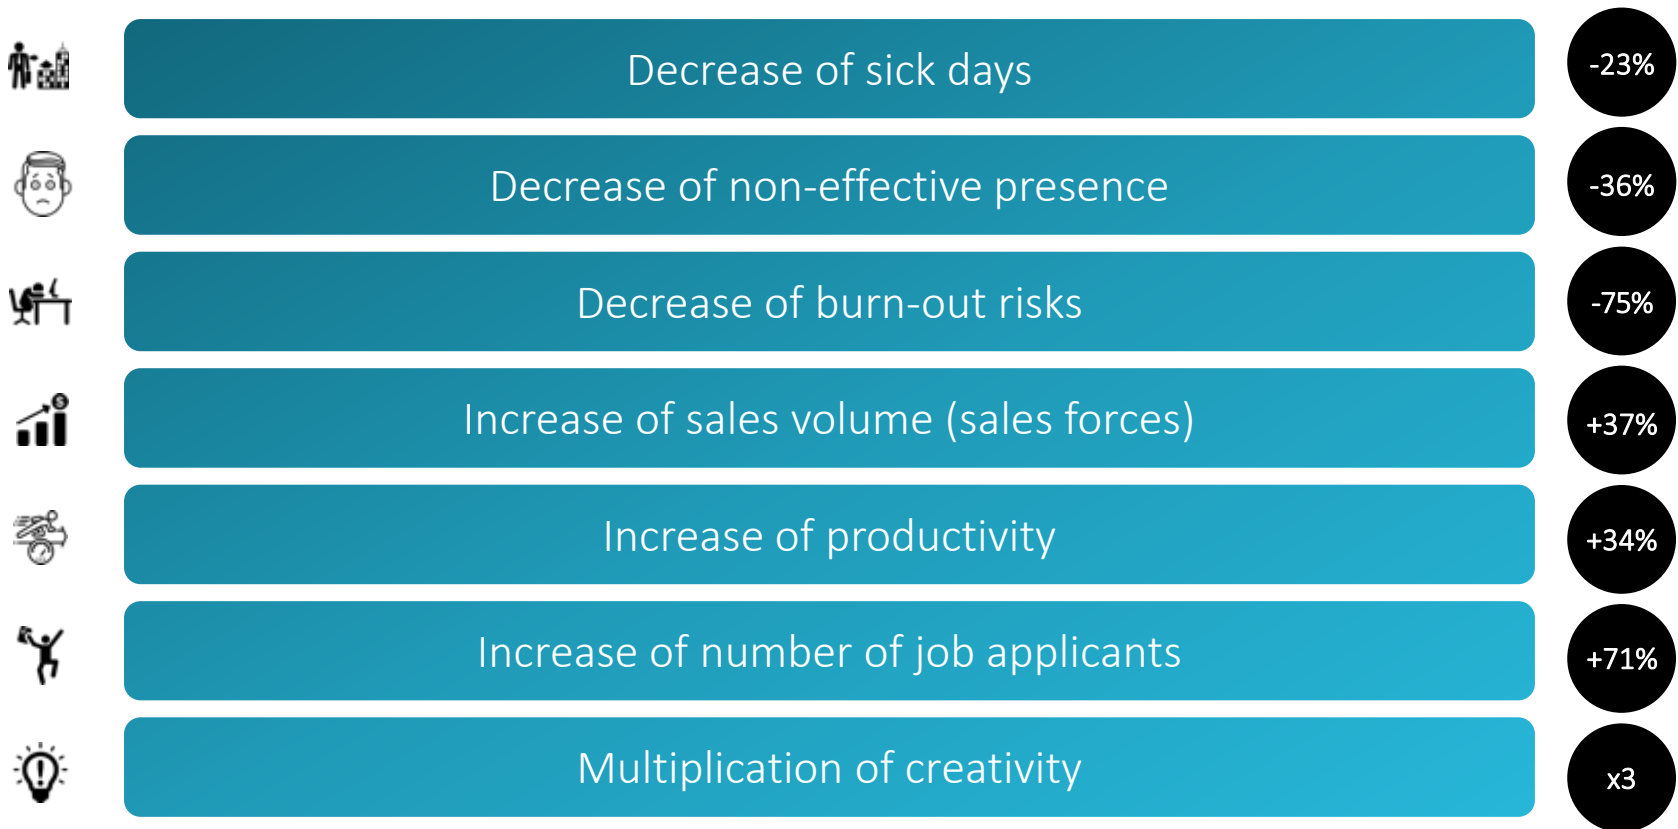 Decrease of sick days -23%
Decrease of non-effective presence -36%
Decrease of burn-out risks -75%
Increase of sales volume (sales forces) +37%
Increase of productivity +34%
Increase of number of job applicants +71%
Multiplication of creativity x3